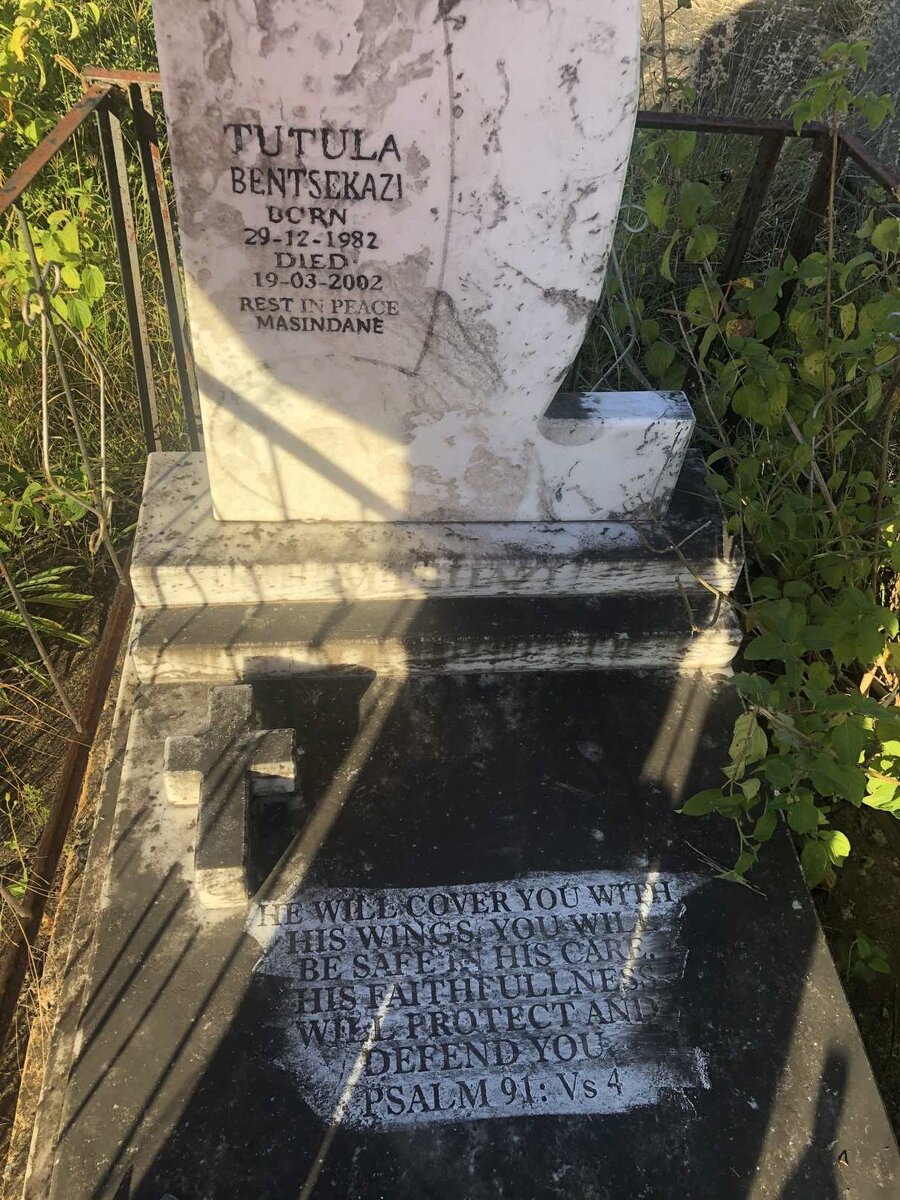 TUTULA
BENTSEKAZI
BORN
29-12-1982
DIED
19-03-2002
REST IN PEACE
MASINDANE
HE WILL COVER YOU WITH
HIS WINGS, YOU WILL
BE SAFE IN HIS CARE.
HIS FAITHFULLNESS
WILL PROTECT AND
DEFEND YOU
PSALM 91: Vs 4